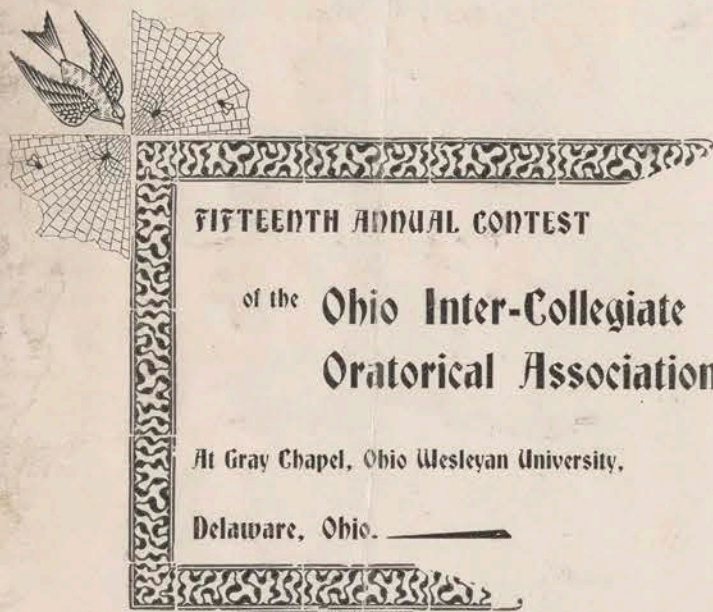 FIFTEENTH ANNUAL CONTEST
of the Ohio Inter-Collegiate
Oratorical Association
At Gray Chapel, Ohio Wesleyan University,
Delaware, Ohio.